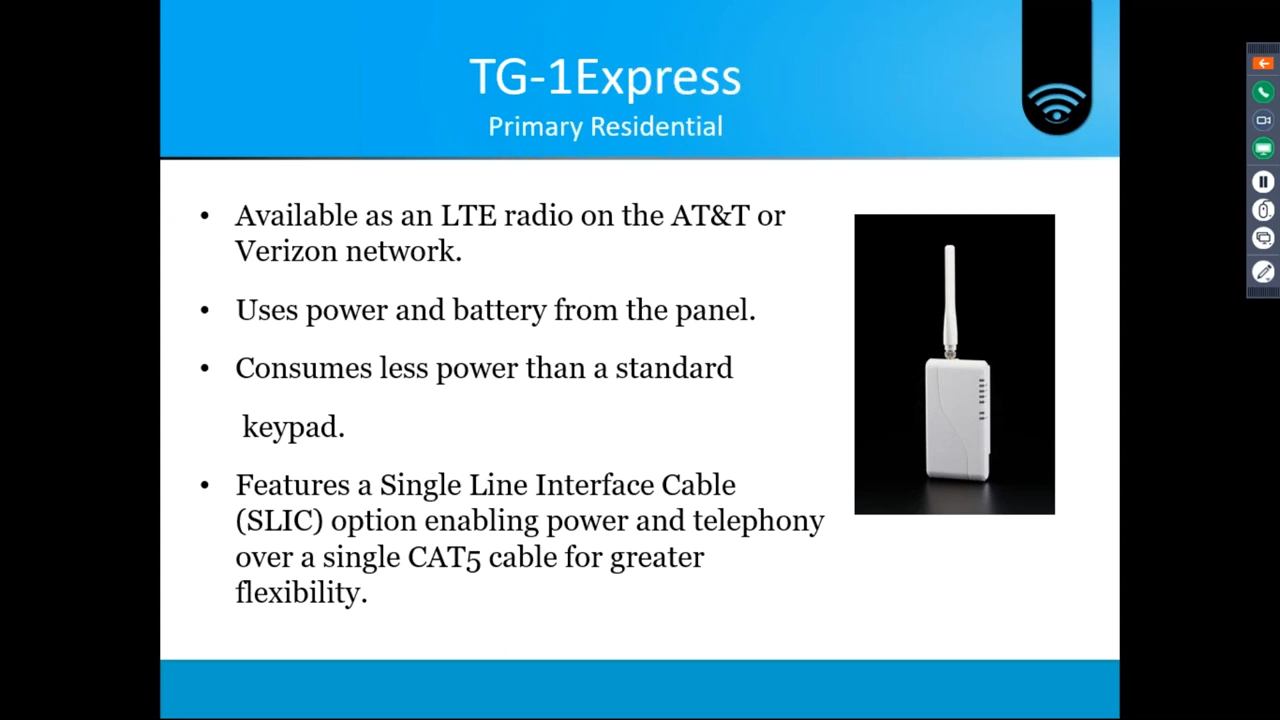 TG-1Express
Primary Residential
• Available as an LTE radio on the AT&T or
Verizon network.
• Uses power and battery from the panel.
• Consumes less power than a standard
keypad.
• Features a Single Line Interface Cable
(SLIC) option enabling power and telephony
over a single CAT5 cable for greater
flexibility.